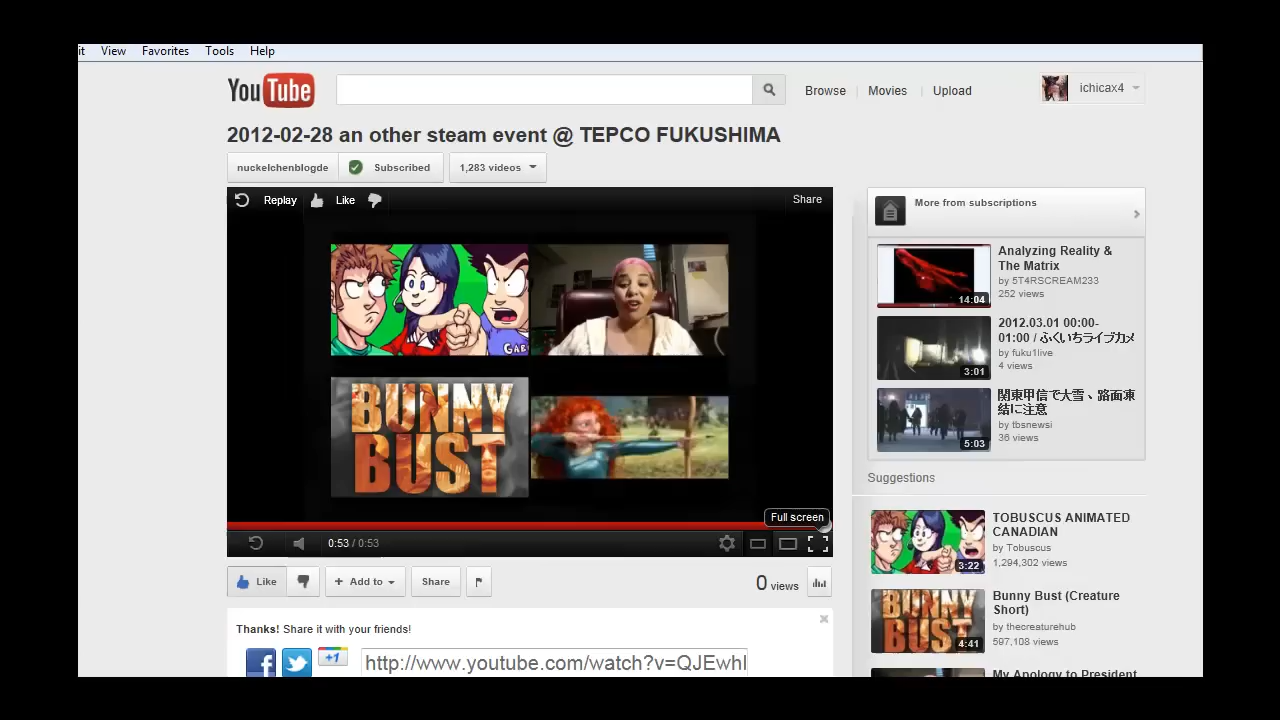 it View Favorites Tools Help
YouTube
Browse Movies Upload ichicax4
2012-02-28 an other steam event @ TEPCO FUKUSHIMA
nuckelchenblogde Subscribed 1,283 videos
Replay Like Share
GAB
BUNNY
BUST
Full screen
0:53 / 0:53
Like Add to Share
0 views
Thanks! Share it with your friends!
+1
http://www.youtube.com/watch?v=QJEwhI
More from subscriptions
Analyzing Reality &
The Matrix
by 5T4RSCREAM233
252 views
14:04
2012.03.01 00:00-
01:00 / ふくいちライブカメ
by fuku1live
4 views
3:01
関東甲信で大雪、路面凍
結に注意
by tbsnewsi
36 views
5:03
Suggestions
TOBUSCUS ANIMATED
CANADIAN
by Tobuscus
1,294,302 views
3:22
BUNNY
BUST
Bunny Bust (Creature
Short)
by thecreaturehub
597,108 views
4:41
My Apology to President